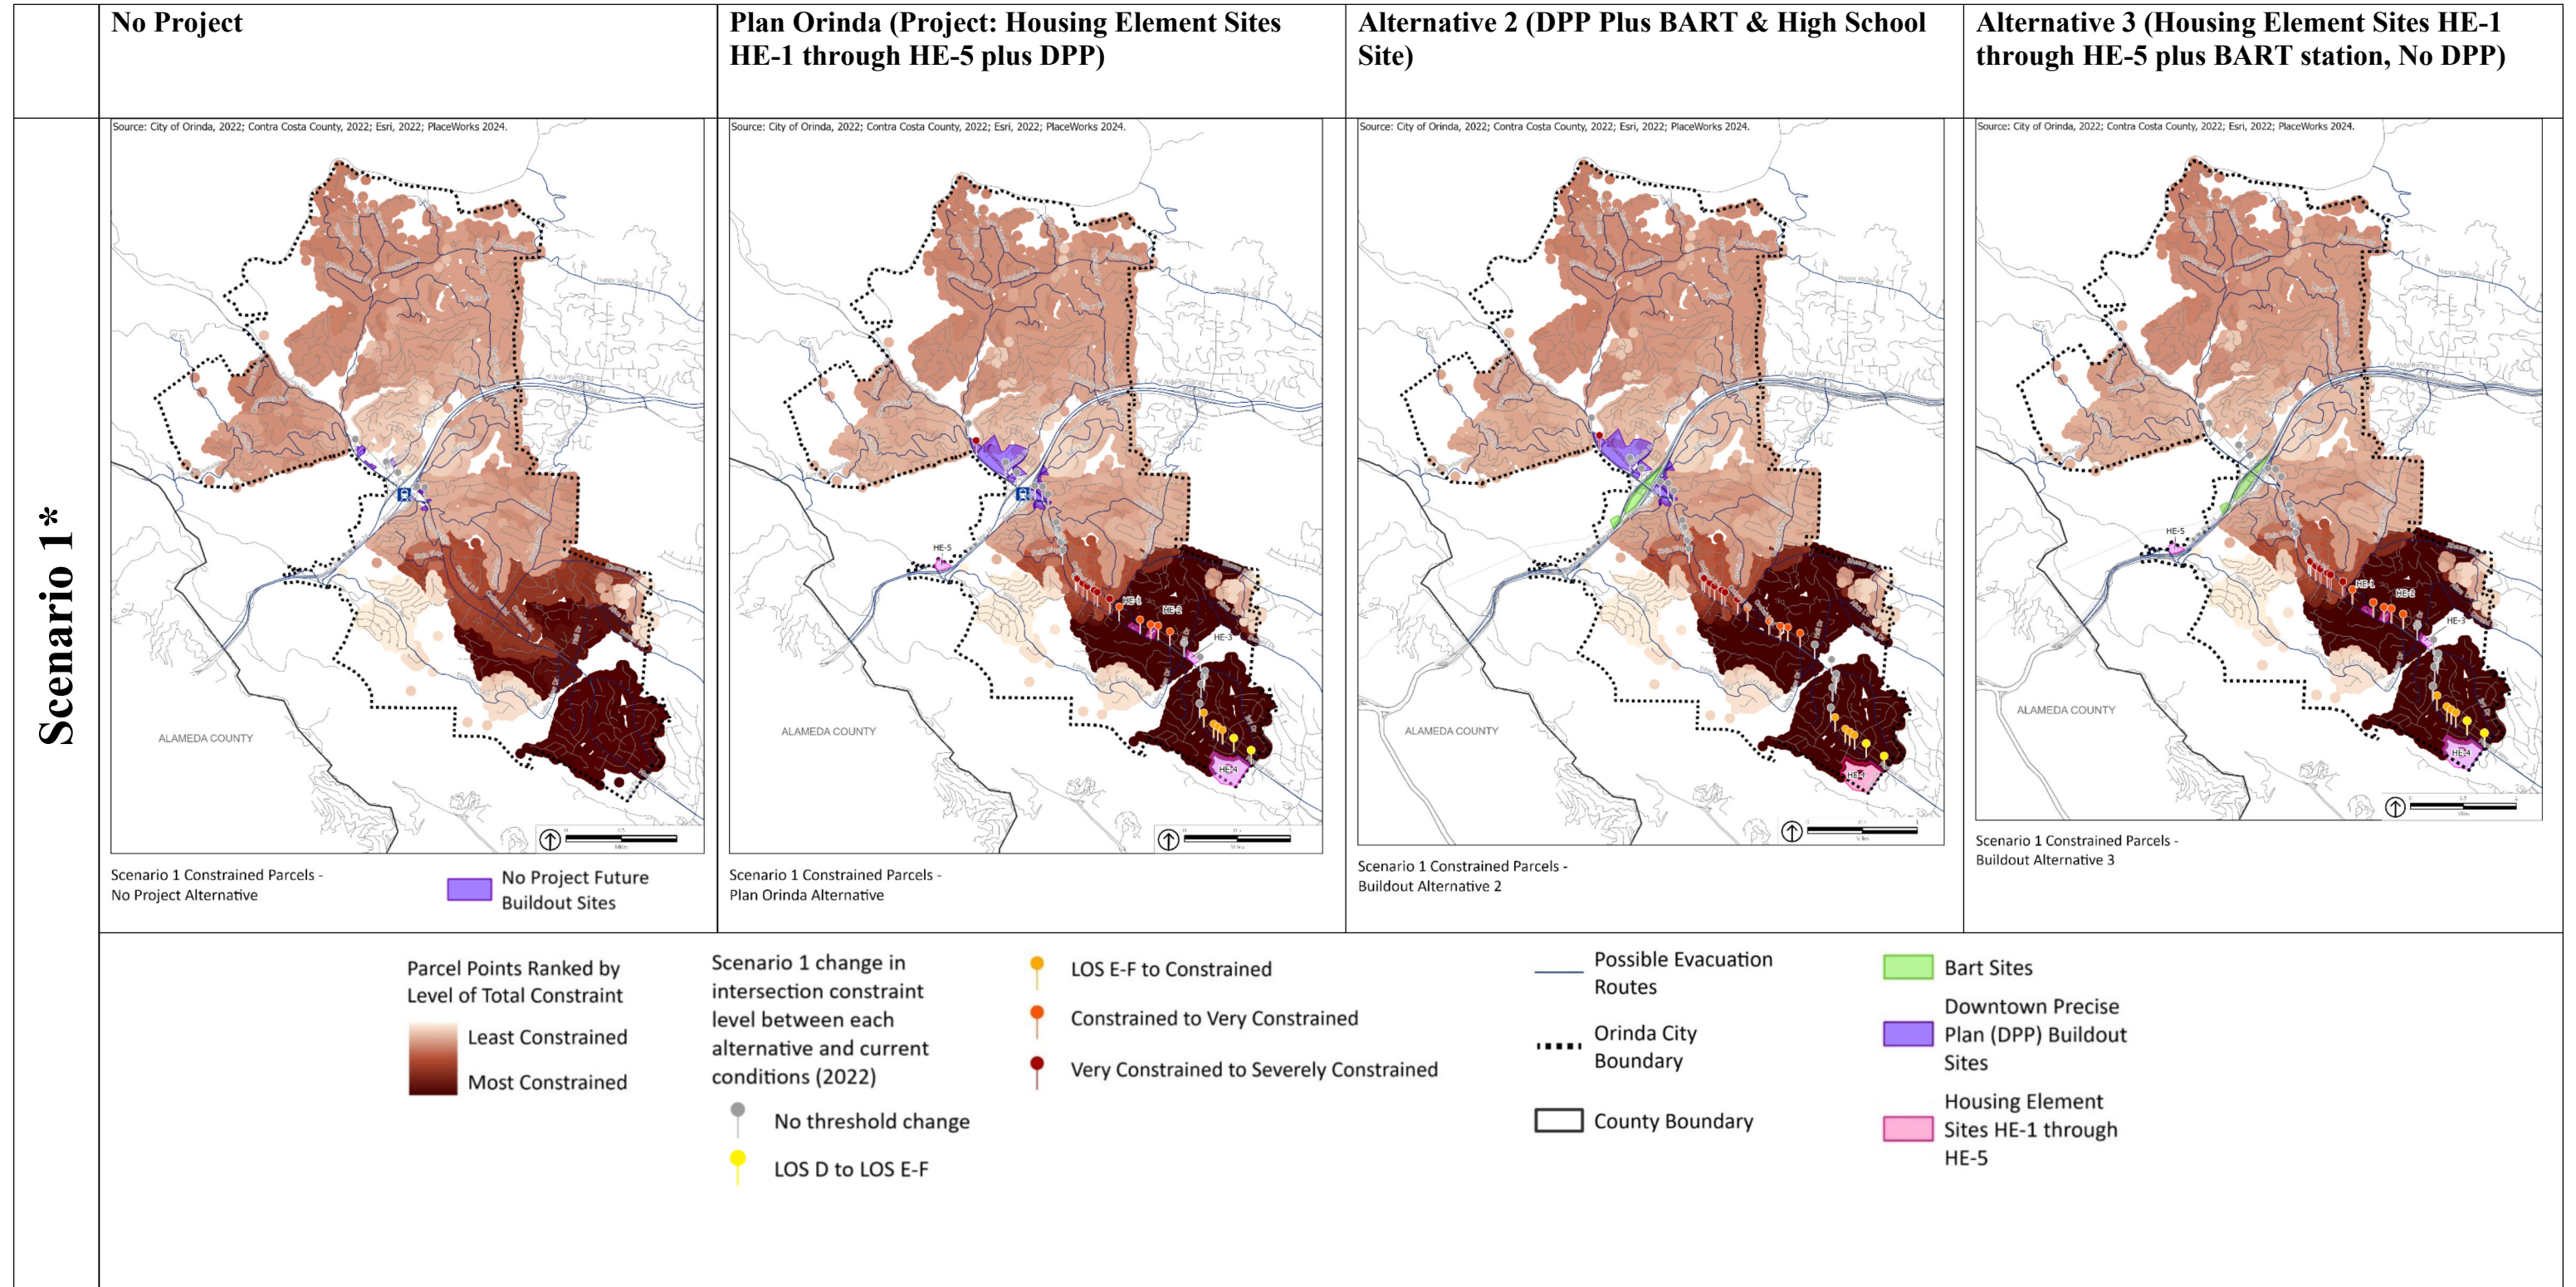 No Project
Plan Orinda (Project: Housing Element Sites
HE-1 through HE-5 plus DPP)
Alternative 2 (DPP Plus BART & High School
Site)
Alternative 3 (Housing Element Sites HE-1
through HE-5 plus BART station, No DPP)
Scenario 1*
Source: City of Orinda, 2022; Contra Costa County, 2022; Esri, 2022; PlaceWorks 2024.
ALAMEDA COUNTY
Miles
Scenario 1 Constrained Parcels -
No Project Alternative
No Project Future
Buildout Sites
Source: City of Orinda, 2022; Contra Costa County, 2022; Esri, 2022; PlaceWorks 2024.
HE-5
HE-1
HE-2
HE-3
HE-4
ALAMEDA COUNTY
Miles
Scenario 1 Constrained Parcels -
Plan Orinda Alternative
Source: City of Orinda, 2022; Contra Costa County, 2022; Esri, 2022; PlaceWorks 2024.
HE-4
ALAMEDA COUNTY
Miles
Scenario 1 Constrained Parcels -
Buildout Alternative 2
Source: City of Orinda, 2022; Contra Costa County, 2022; Esri, 2022; PlaceWorks 2024.
HE-5
HE-1
HE-2
HE-3
HE-4
ALAMEDA COUNTY
Miles
Scenario 1 Constrained Parcels -
Buildout Alternative 3
Parcel Points Ranked by
Level of Total Constraint
Least Constrained
Most Constrained
Scenario 1 change in
intersection constraint
level between each
alternative and current
conditions (2022)
No threshold change
LOS D to LOS E-F
LOS E-F to Constrained
Constrained to Very Constrained
Very Constrained to Severely Constrained
Possible Evacuation
Routes
Orinda City
Boundary
County Boundary
Bart Sites
Downtown Precise
Plan (DPP) Buildout
Sites
Housing Element
Sites HE-1 through
HE-5